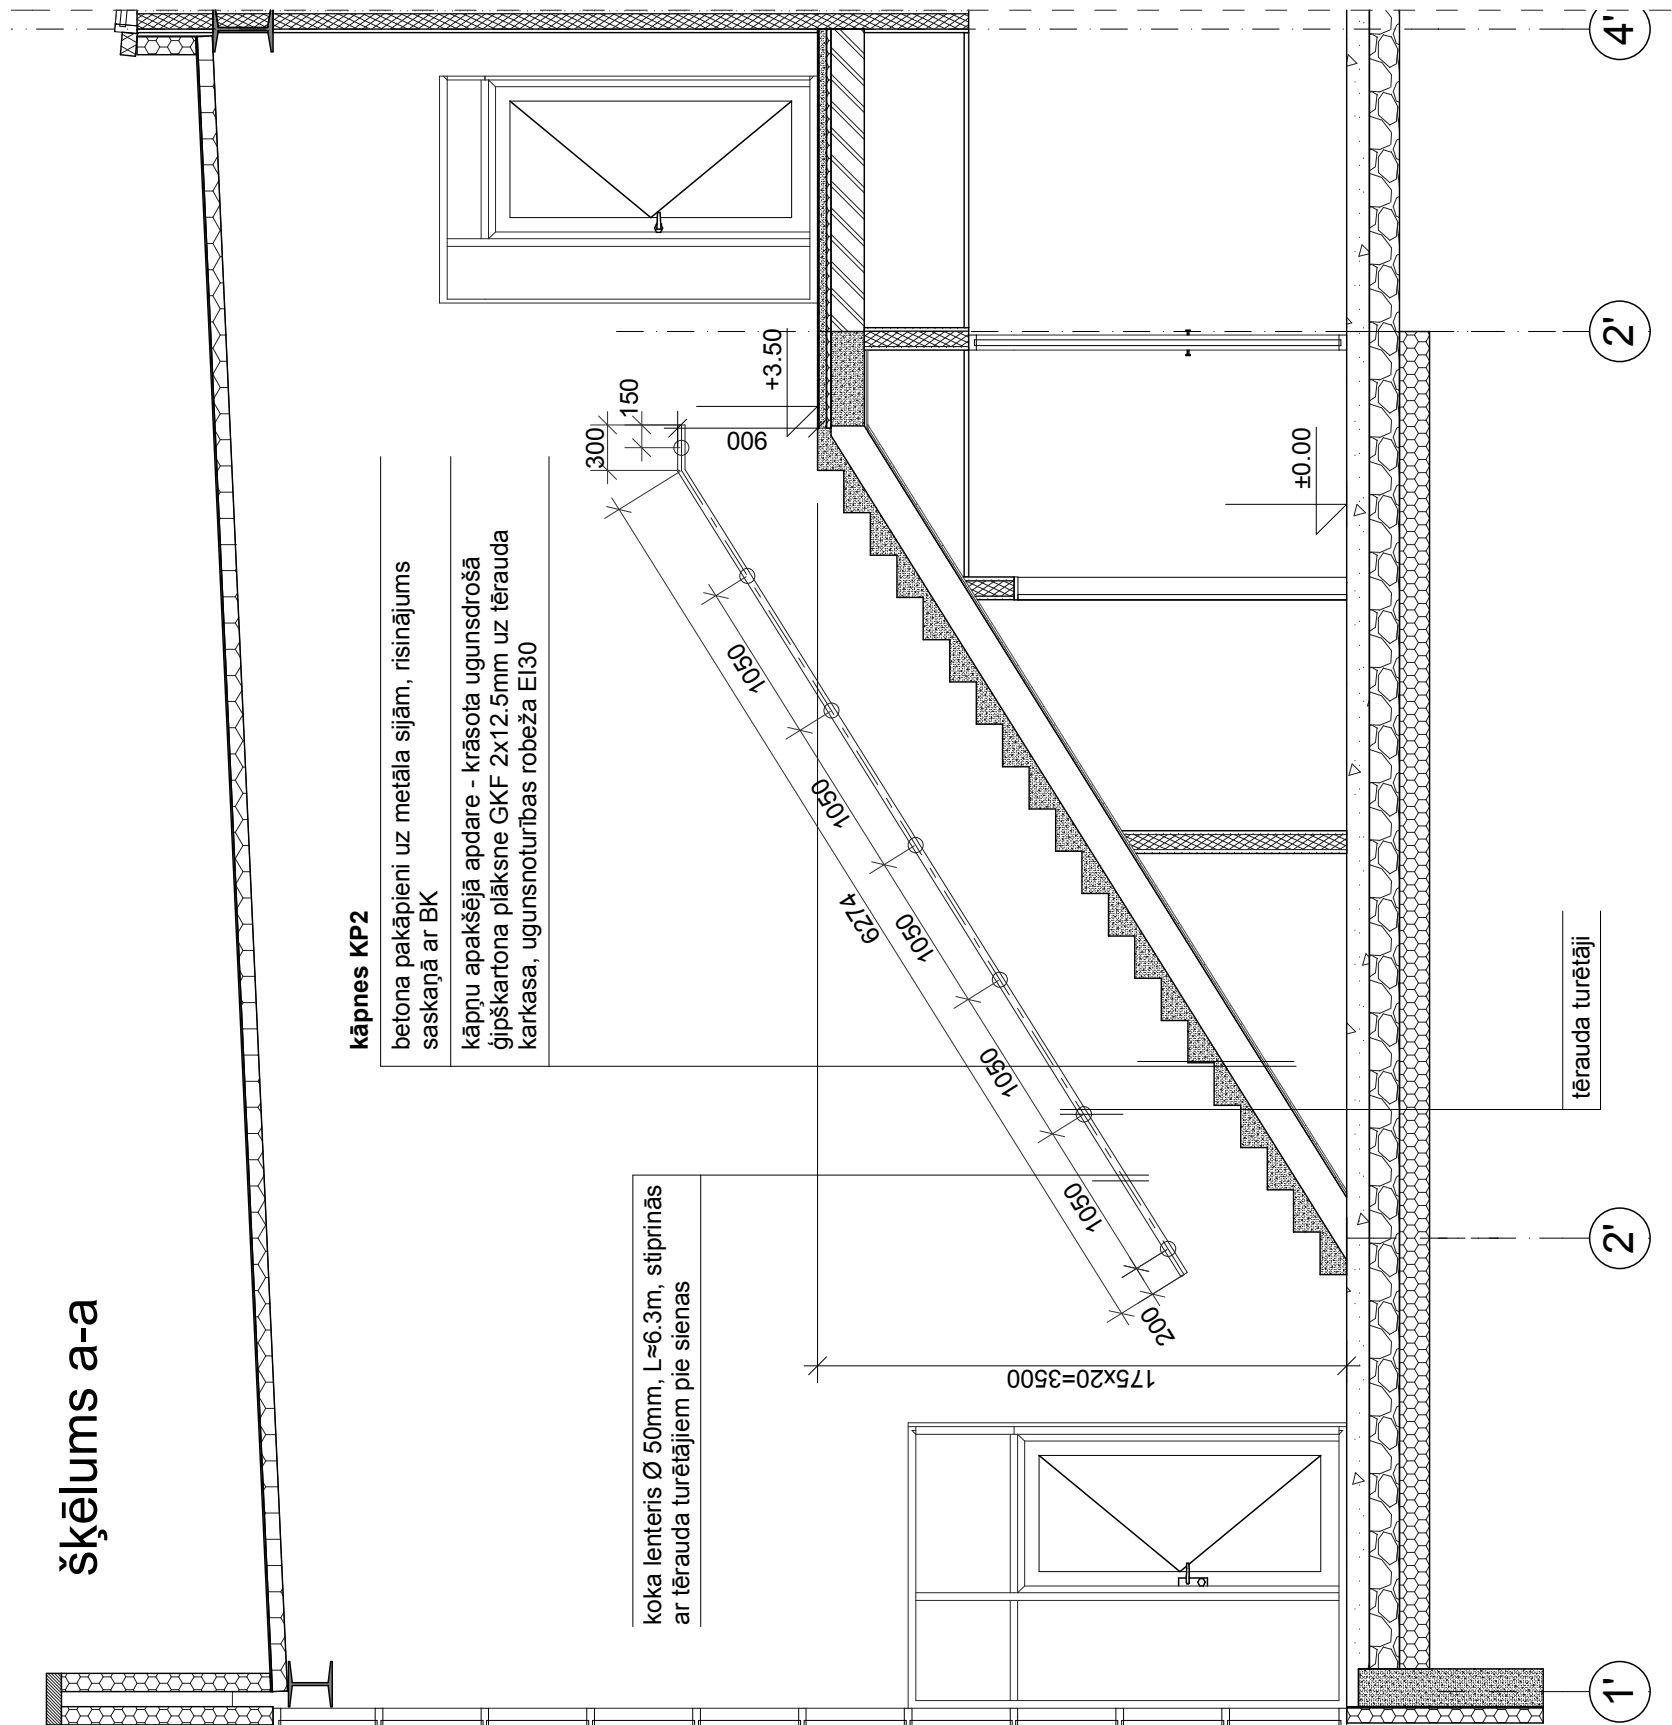 šķēlums a-a
kāpnes KP2
betona pakāpieni uz metāla sijām, risinājums
saskaņā ar BK
kāpņu apakšējā apdare - krāsota ugunsdrošā
ģipškartona plāksne GKF 2x12.5mm uz tērauda
karkasa, ugunsnoturības robeža EI30
koka lenteris Ø 50mm, L≈6.3m, stiprinās
ar tērauda turētājiem pie sienas
tērauda turētāji
200
1050
1050
1050
1050
1050
6274
300
150
900
+3.50
±0.00
175x20=3500
1'
2'
2'
4'